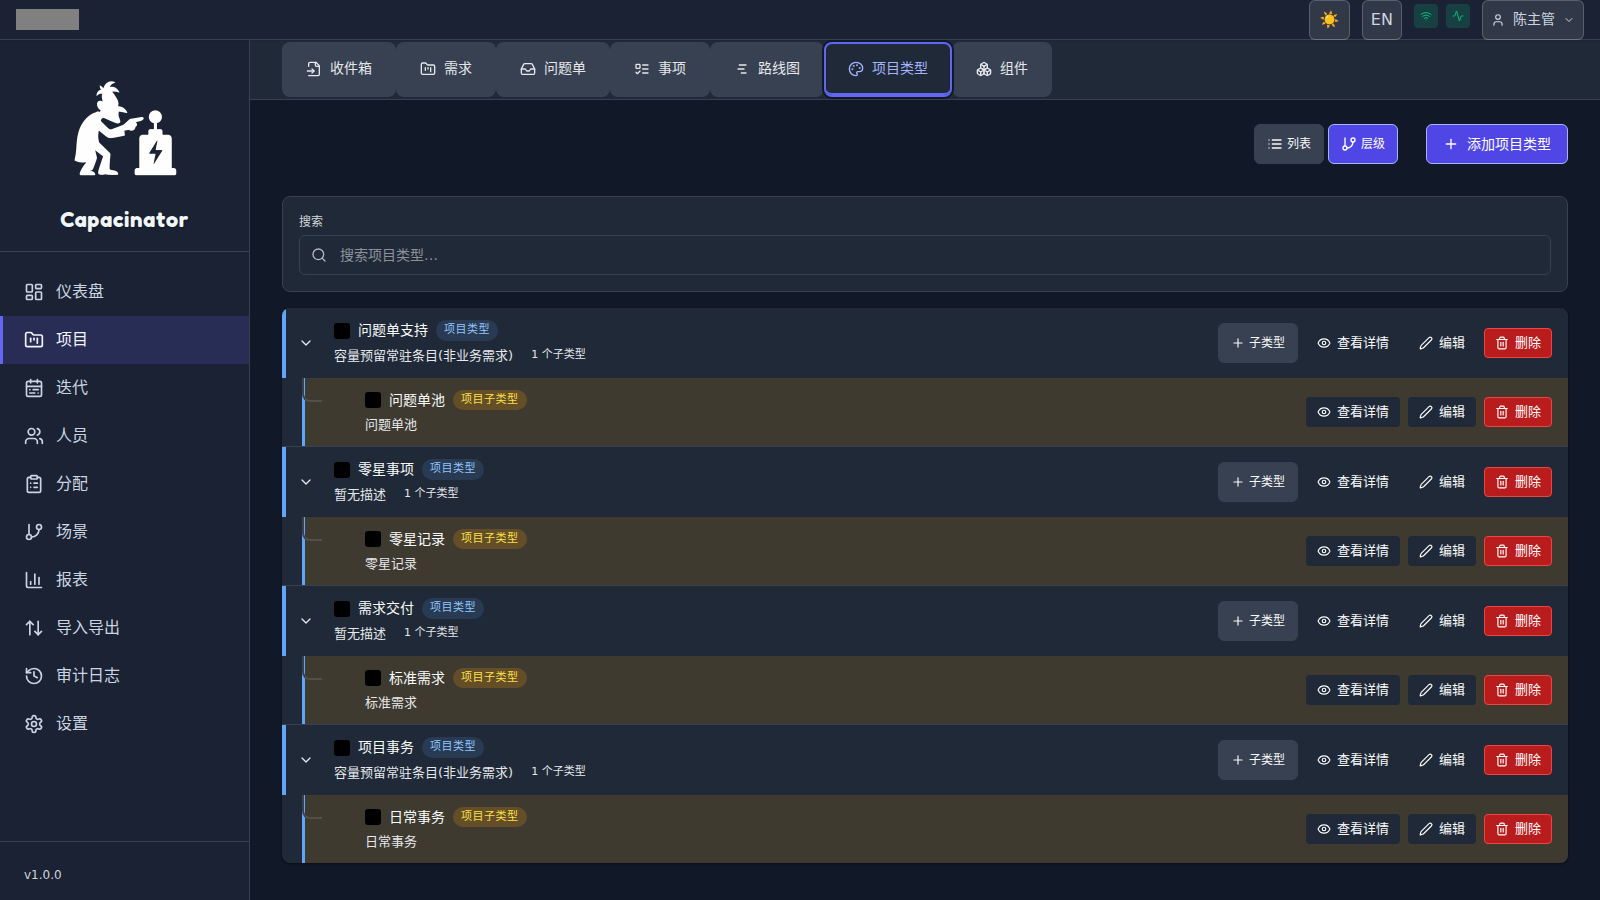 EN
陈主管
Capacinator
仪表盘
项目
迭代
人员
分配
场景
报表
导入导出
审计日志
设置
v1.0.0
收件箱
需求
问题单
事项
路线图
项目类型
组件
列表
层级
添加项目类型
搜索
搜索项目类型...
问题单支持 项目类型
容量预留常驻条目(非业务需求) 1 个子类型
子类型 查看详情 编辑 删除
问题单池 项目子类型
问题单池
查看详情 编辑 删除
零星事项 项目类型
暂无描述 1 个子类型
子类型 查看详情 编辑 删除
零星记录 项目子类型
零星记录
查看详情 编辑 删除
需求交付 项目类型
暂无描述 1 个子类型
子类型 查看详情 编辑 删除
标准需求 项目子类型
标准需求
查看详情 编辑 删除
项目事务 项目类型
容量预留常驻条目(非业务需求) 1 个子类型
子类型 查看详情 编辑 删除
日常事务 项目子类型
日常事务
查看详情 编辑 删除